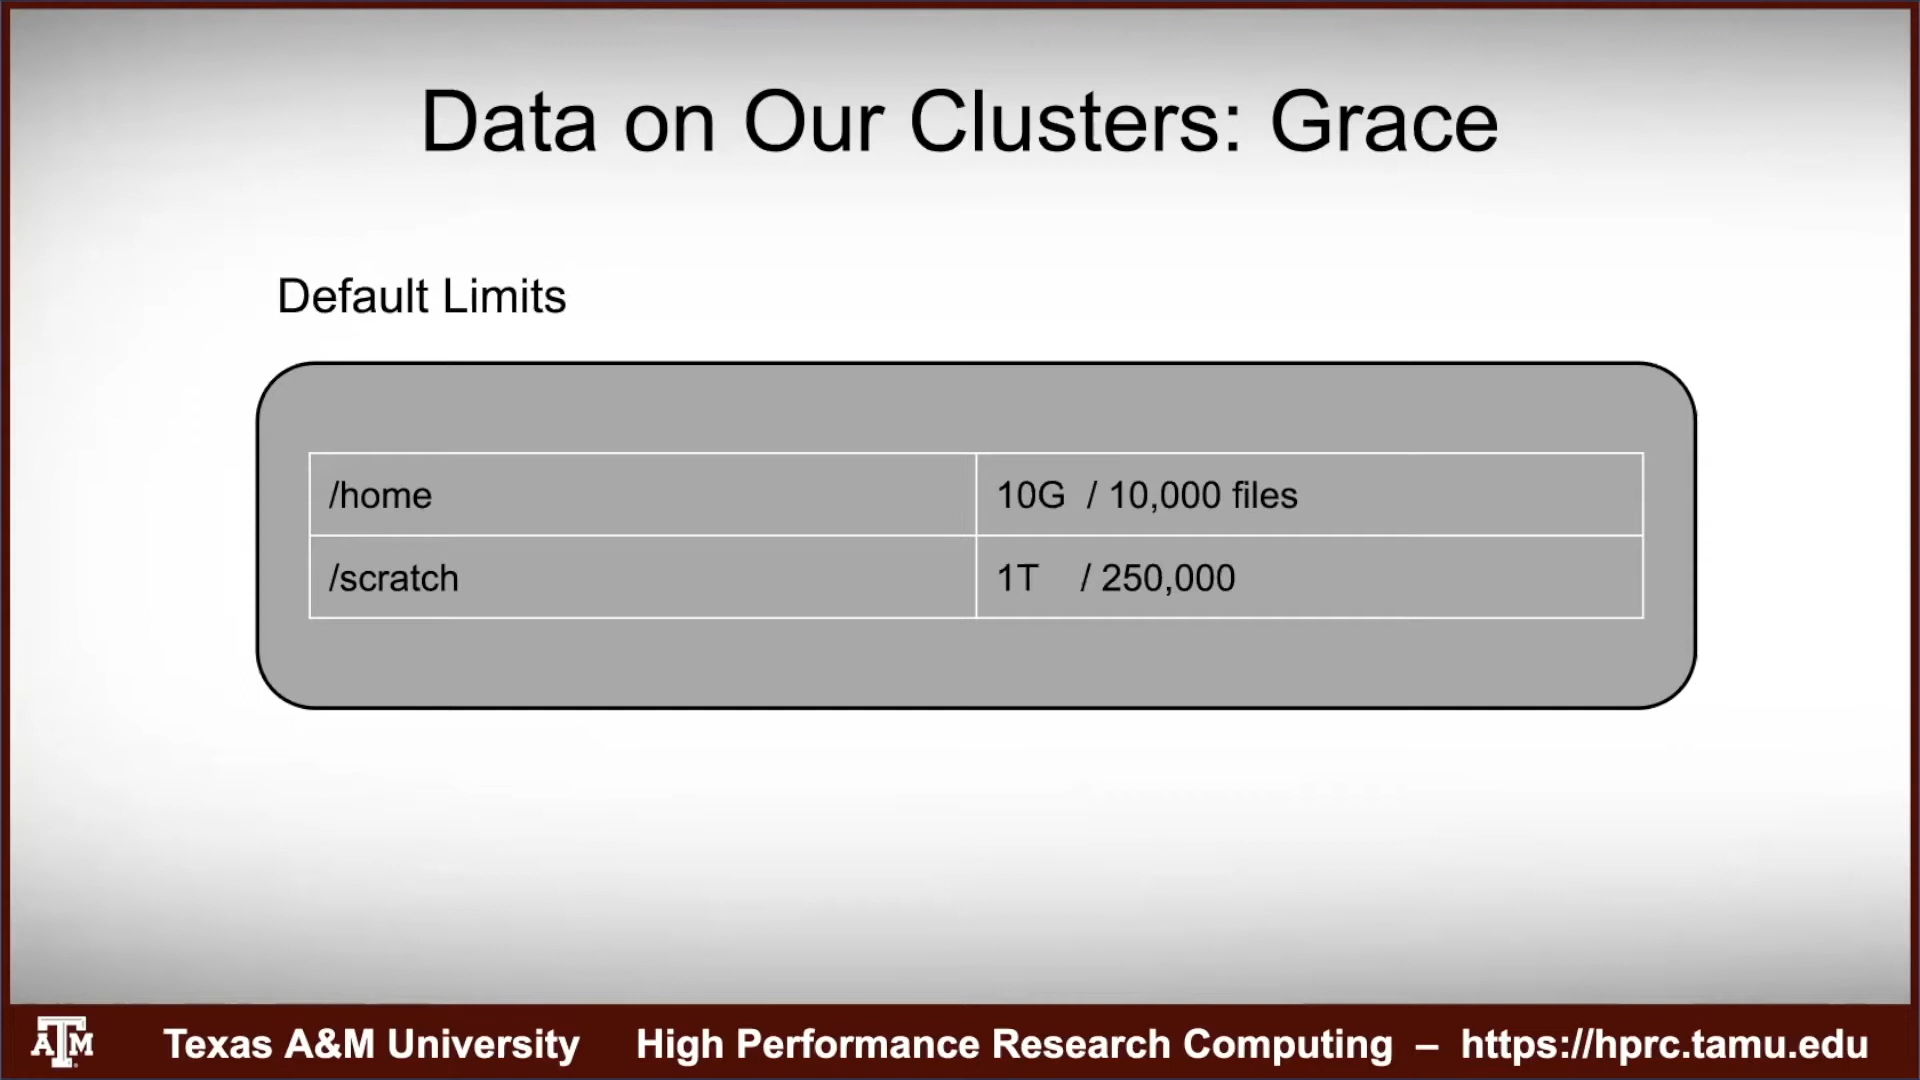 Data on Our Clusters: Grace
Default Limits
/home 10G / 10,000 files
/scratch 1T / 250,000
ATM Texas A&M University High Performance Research Computing – https://hprc.tamu.edu